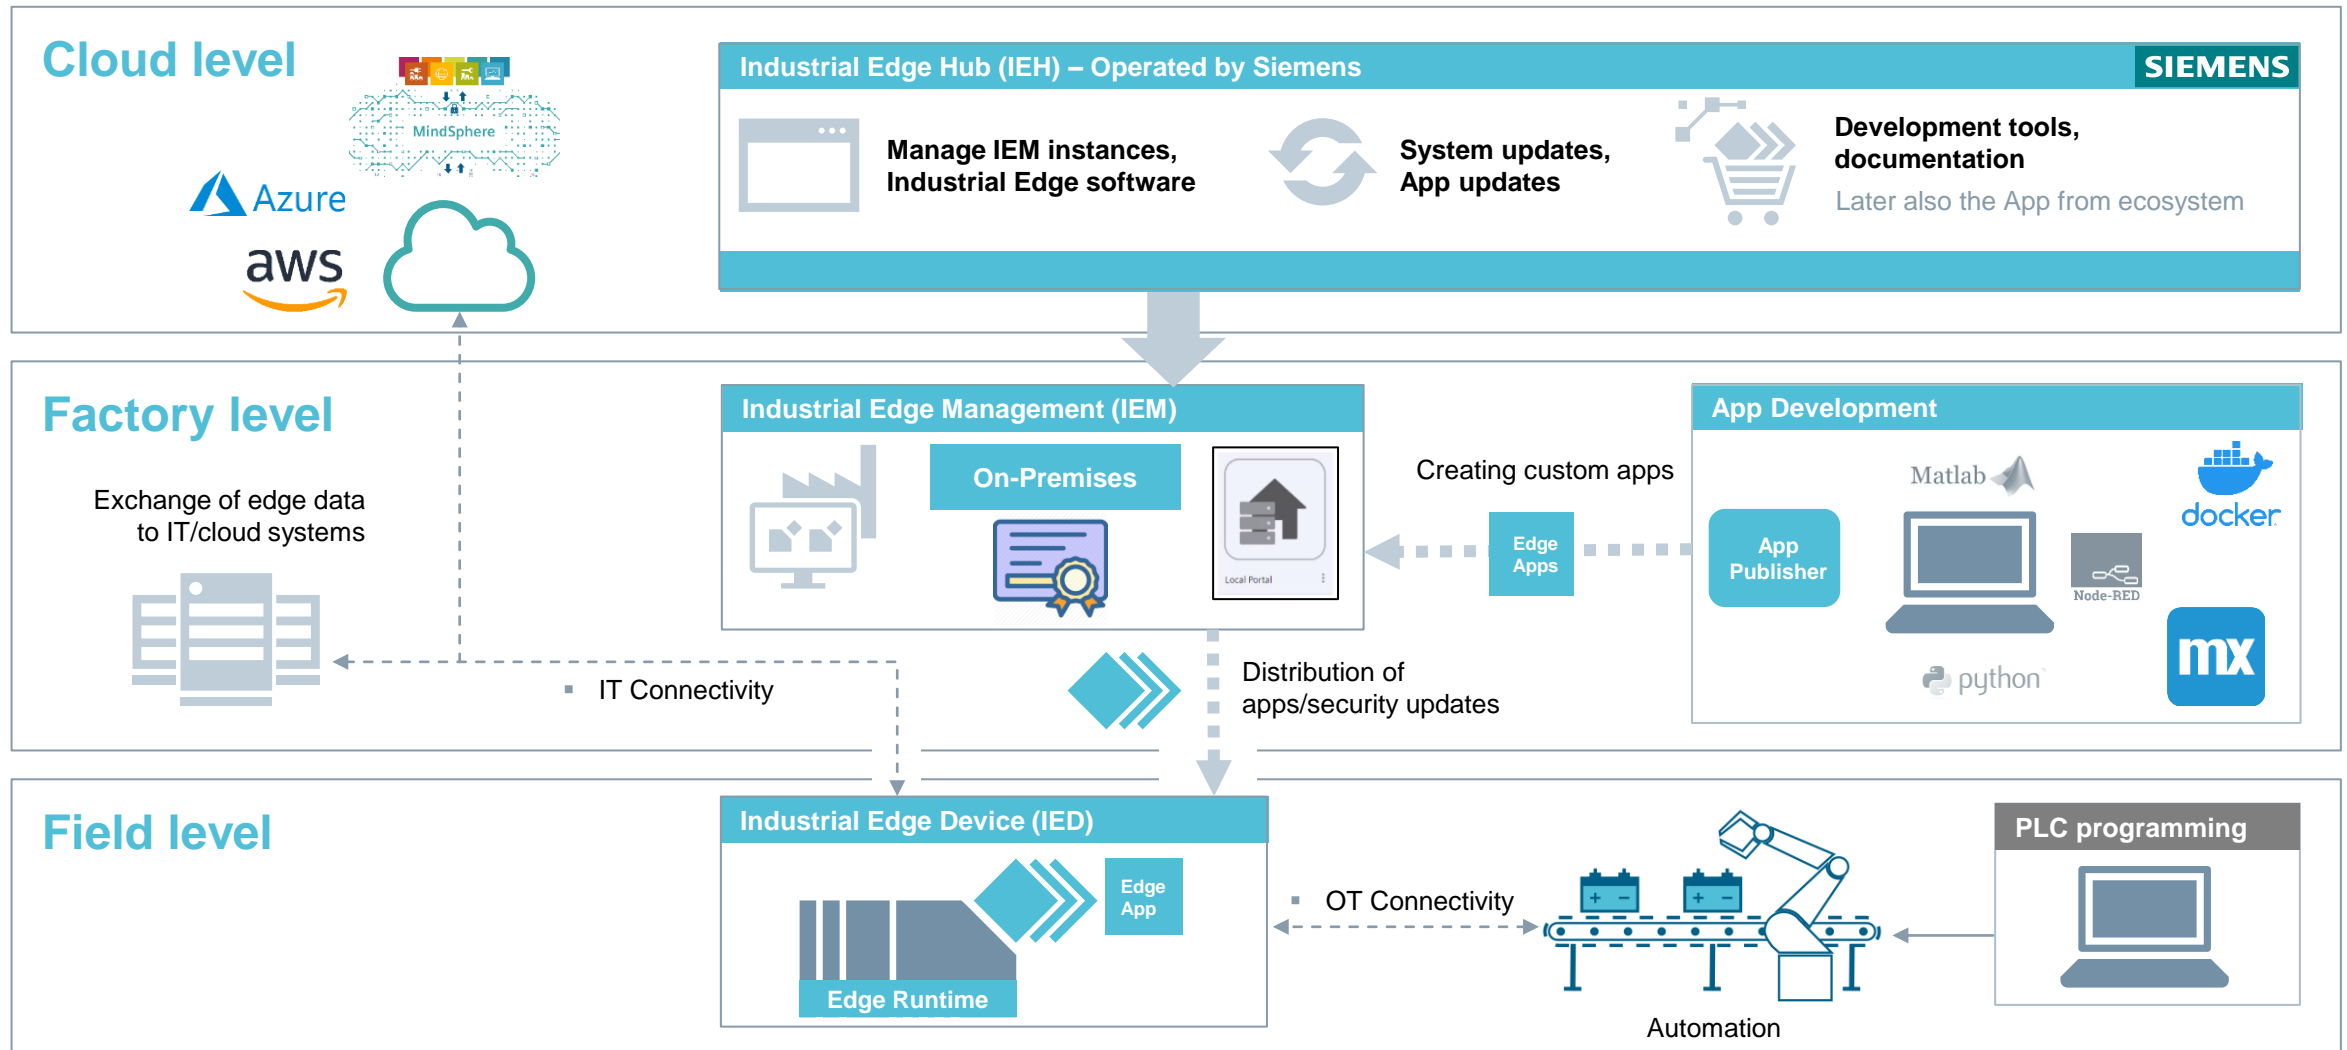 Cloud level
MindSphere
Azure
aws
Industrial Edge Hub (IEH) – Operated by Siemens
SIEMENS
Manage IEM instances,
Industrial Edge software
System updates,
App updates
Development tools,
documentation
Later also the App from ecosystem
Factory level
Exchange of edge data
to IT/cloud systems
IT Connectivity
Industrial Edge Management (IEM)
On-Premises
Local Portal
Creating custom apps
Edge
Apps
App Development
Matlab
docker
App
Publisher
Node-RED
python
mx
Distribution of
apps/security updates
Field level
Industrial Edge Device (IED)
Edge
App
Edge Runtime
OT Connectivity
Automation
PLC programming